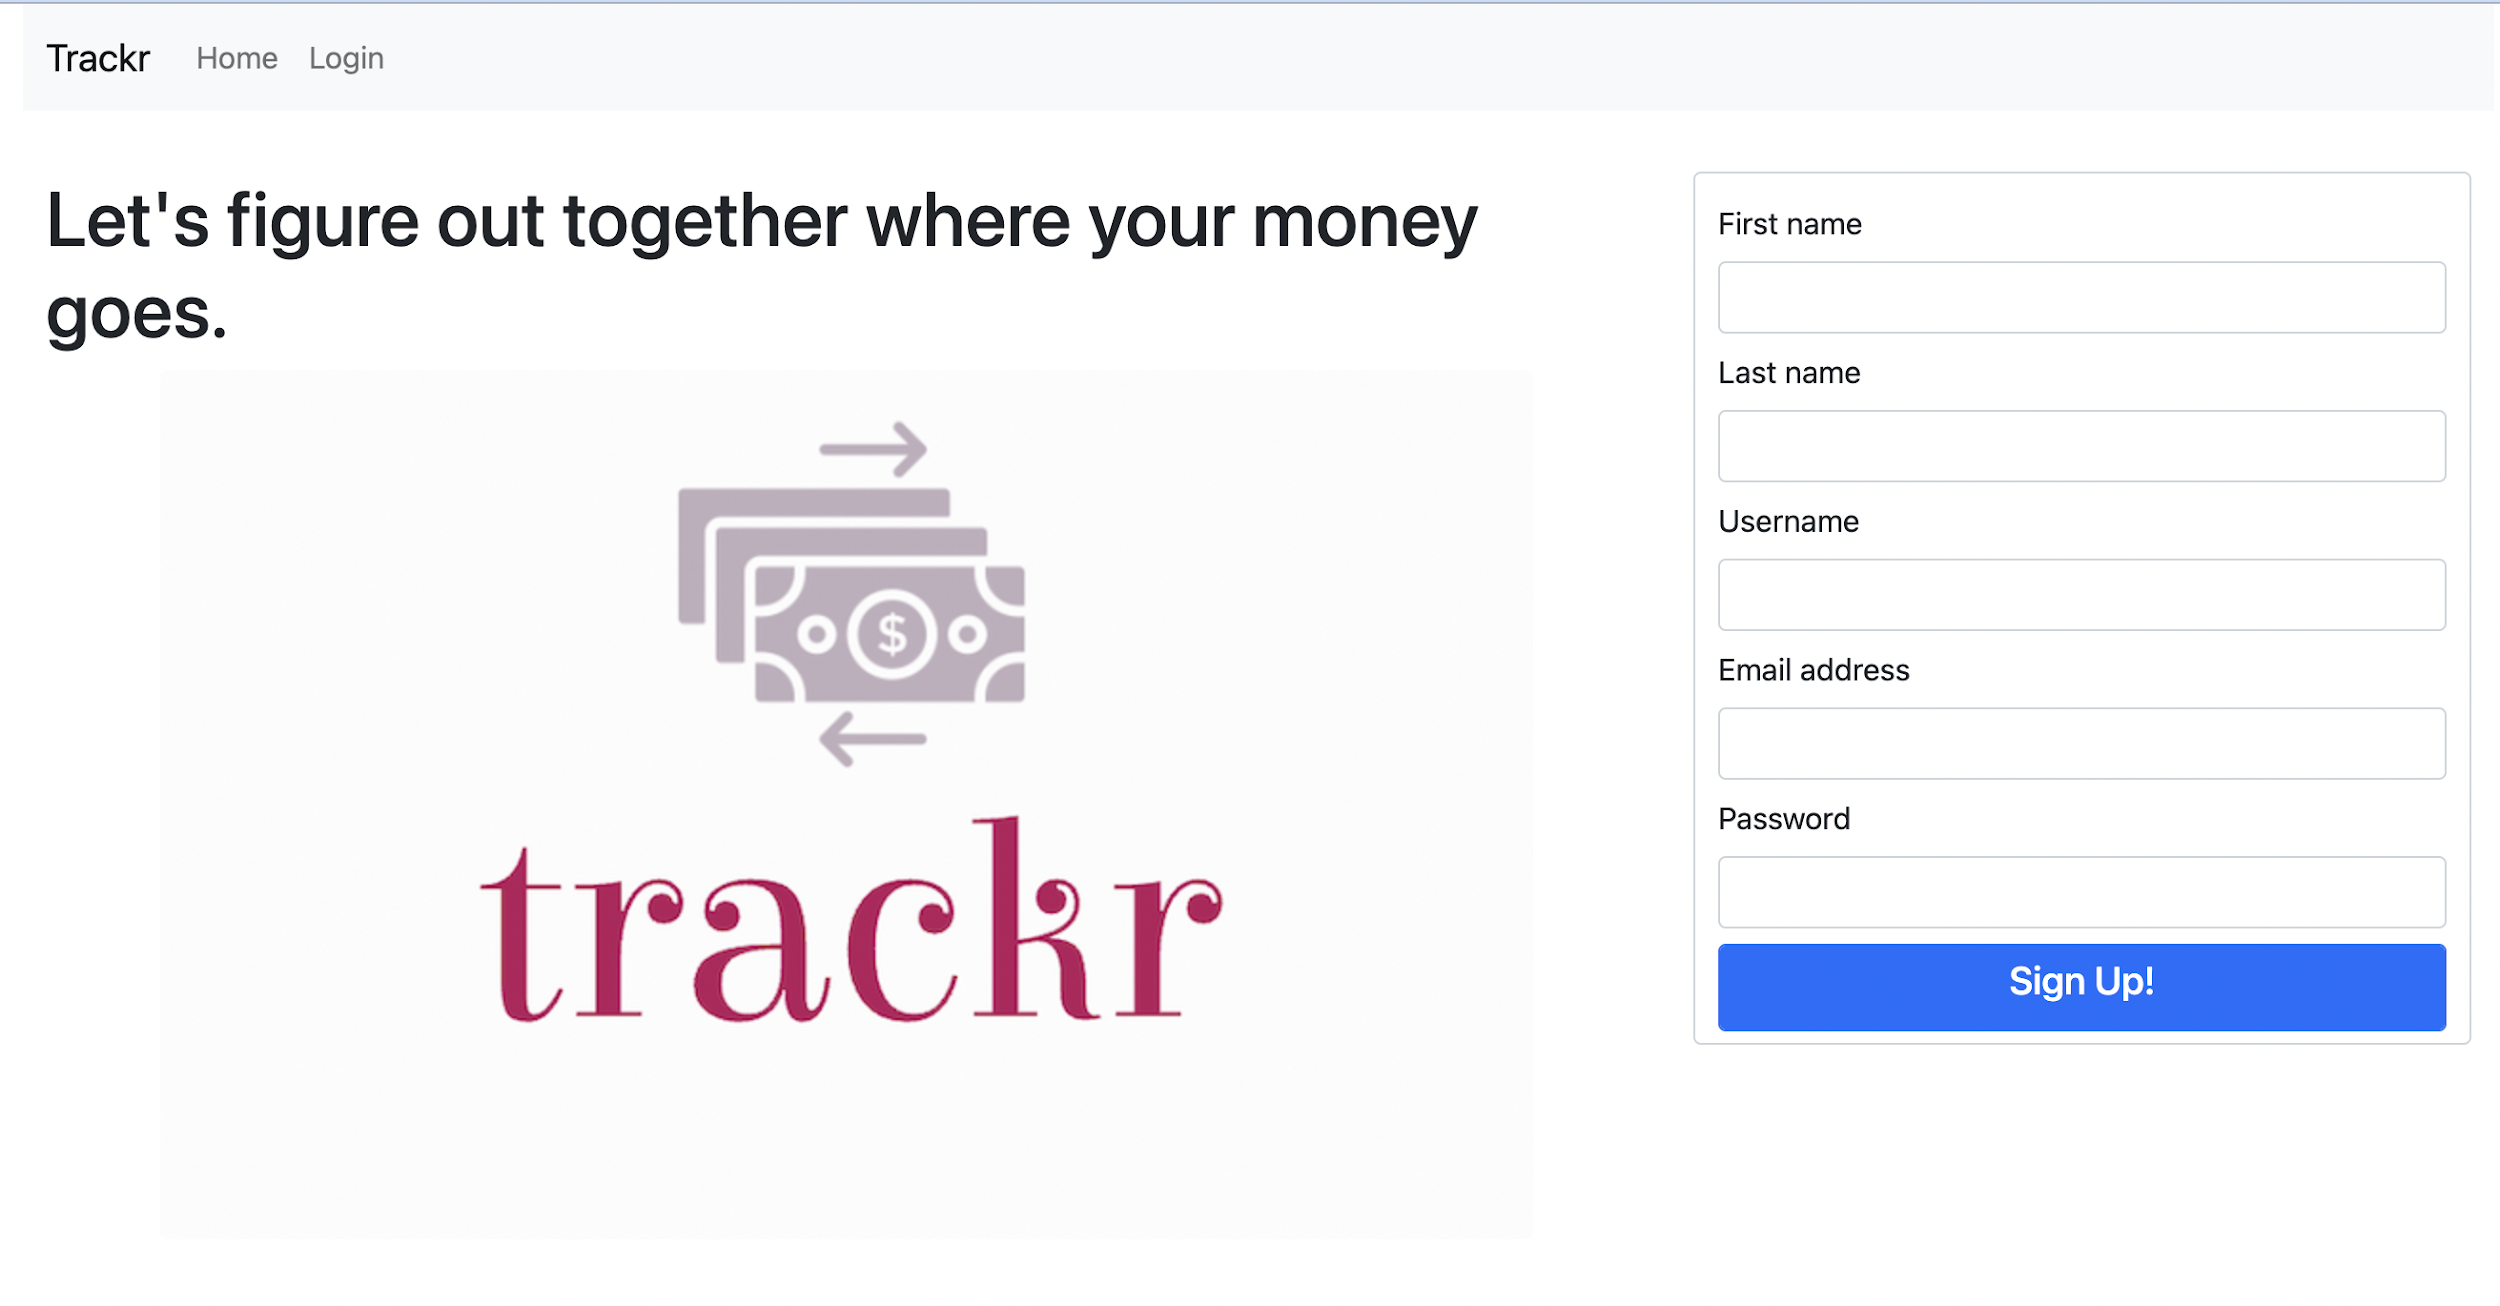 Trackr Home Login
Let's figure out together where your money
goes.
$
trackr
First name
Last name
Username
Email address
Password
Sign Up!